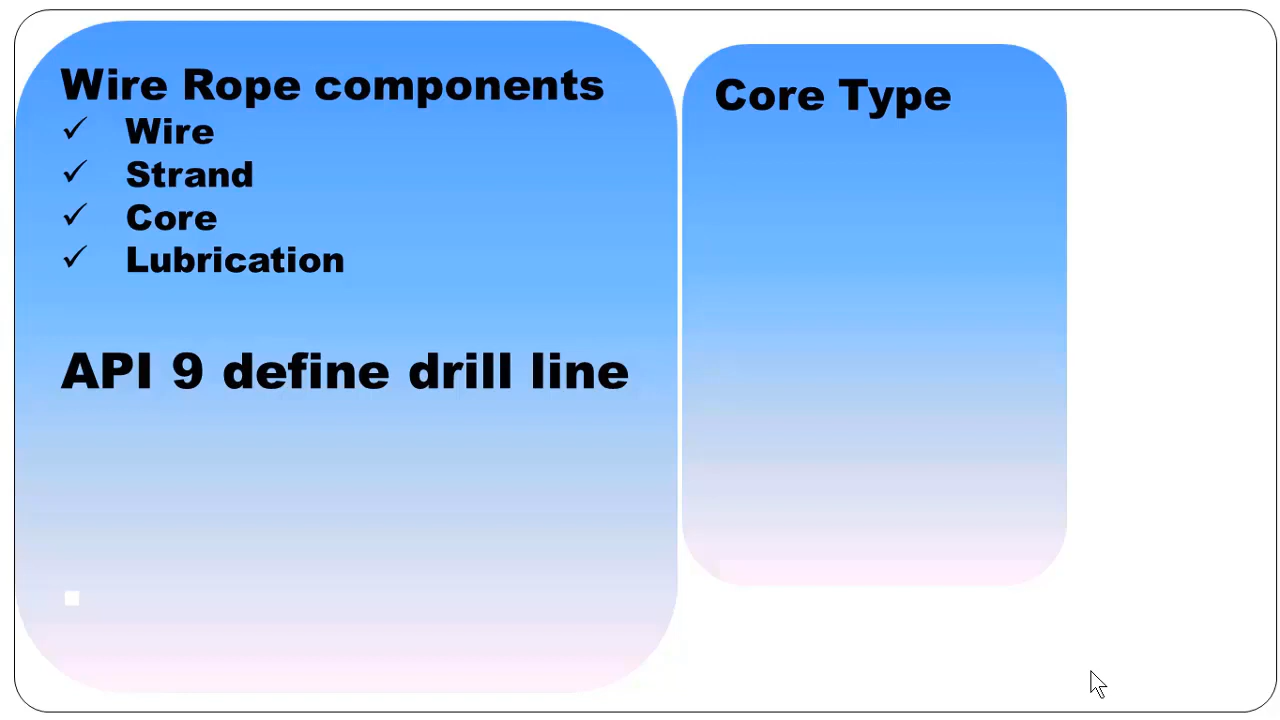 Wire Rope components
✓ Wire
✓ Strand
✓ Core
✓ Lubrication
API 9 define drill line
Core Type